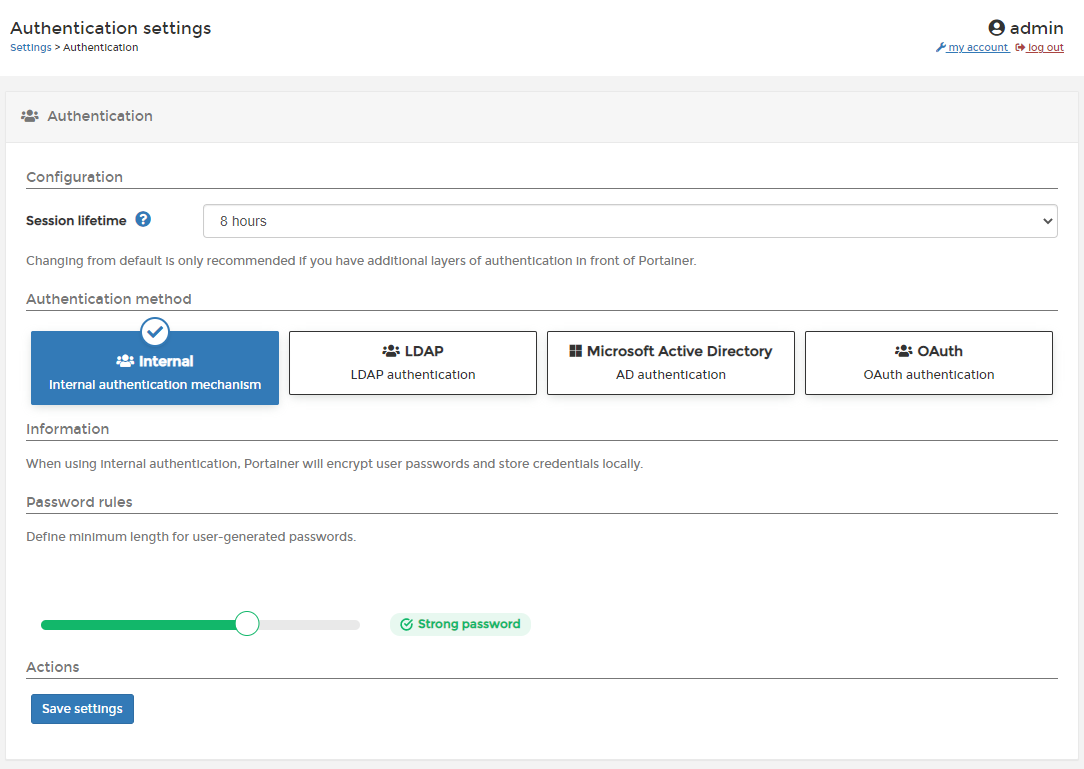 Authentication settings
admin
Settings > Authentication
my account log out
Authentication
Configuration
Session lifetime ?
8 hours
Changing from default is only recommended if you have additional layers of authentication in front of Portainer.
Authentication method
Internal
Internal authentication mechanism
LDAP
LDAP authentication
Microsoft Active Directory
AD authentication
OAuth
OAuth authentication
Information
When using internal authentication, Portainer will encrypt user passwords and store credentials locally.
Password rules
Define minimum length for user-generated passwords.
Strong password
Actions
Save settings